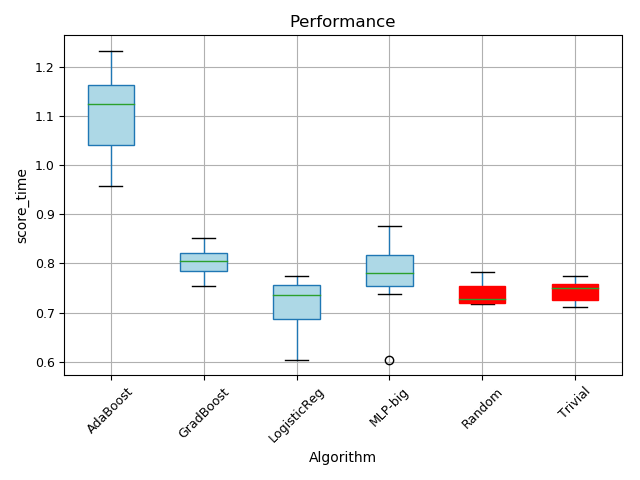 Performance
score_time
1.2
1.1
1.0
0.9
0.8
0.7
0.6
AdaBoost
GradBoost
LogisticReg
MLP-big
Random
Trivial
Algorithm